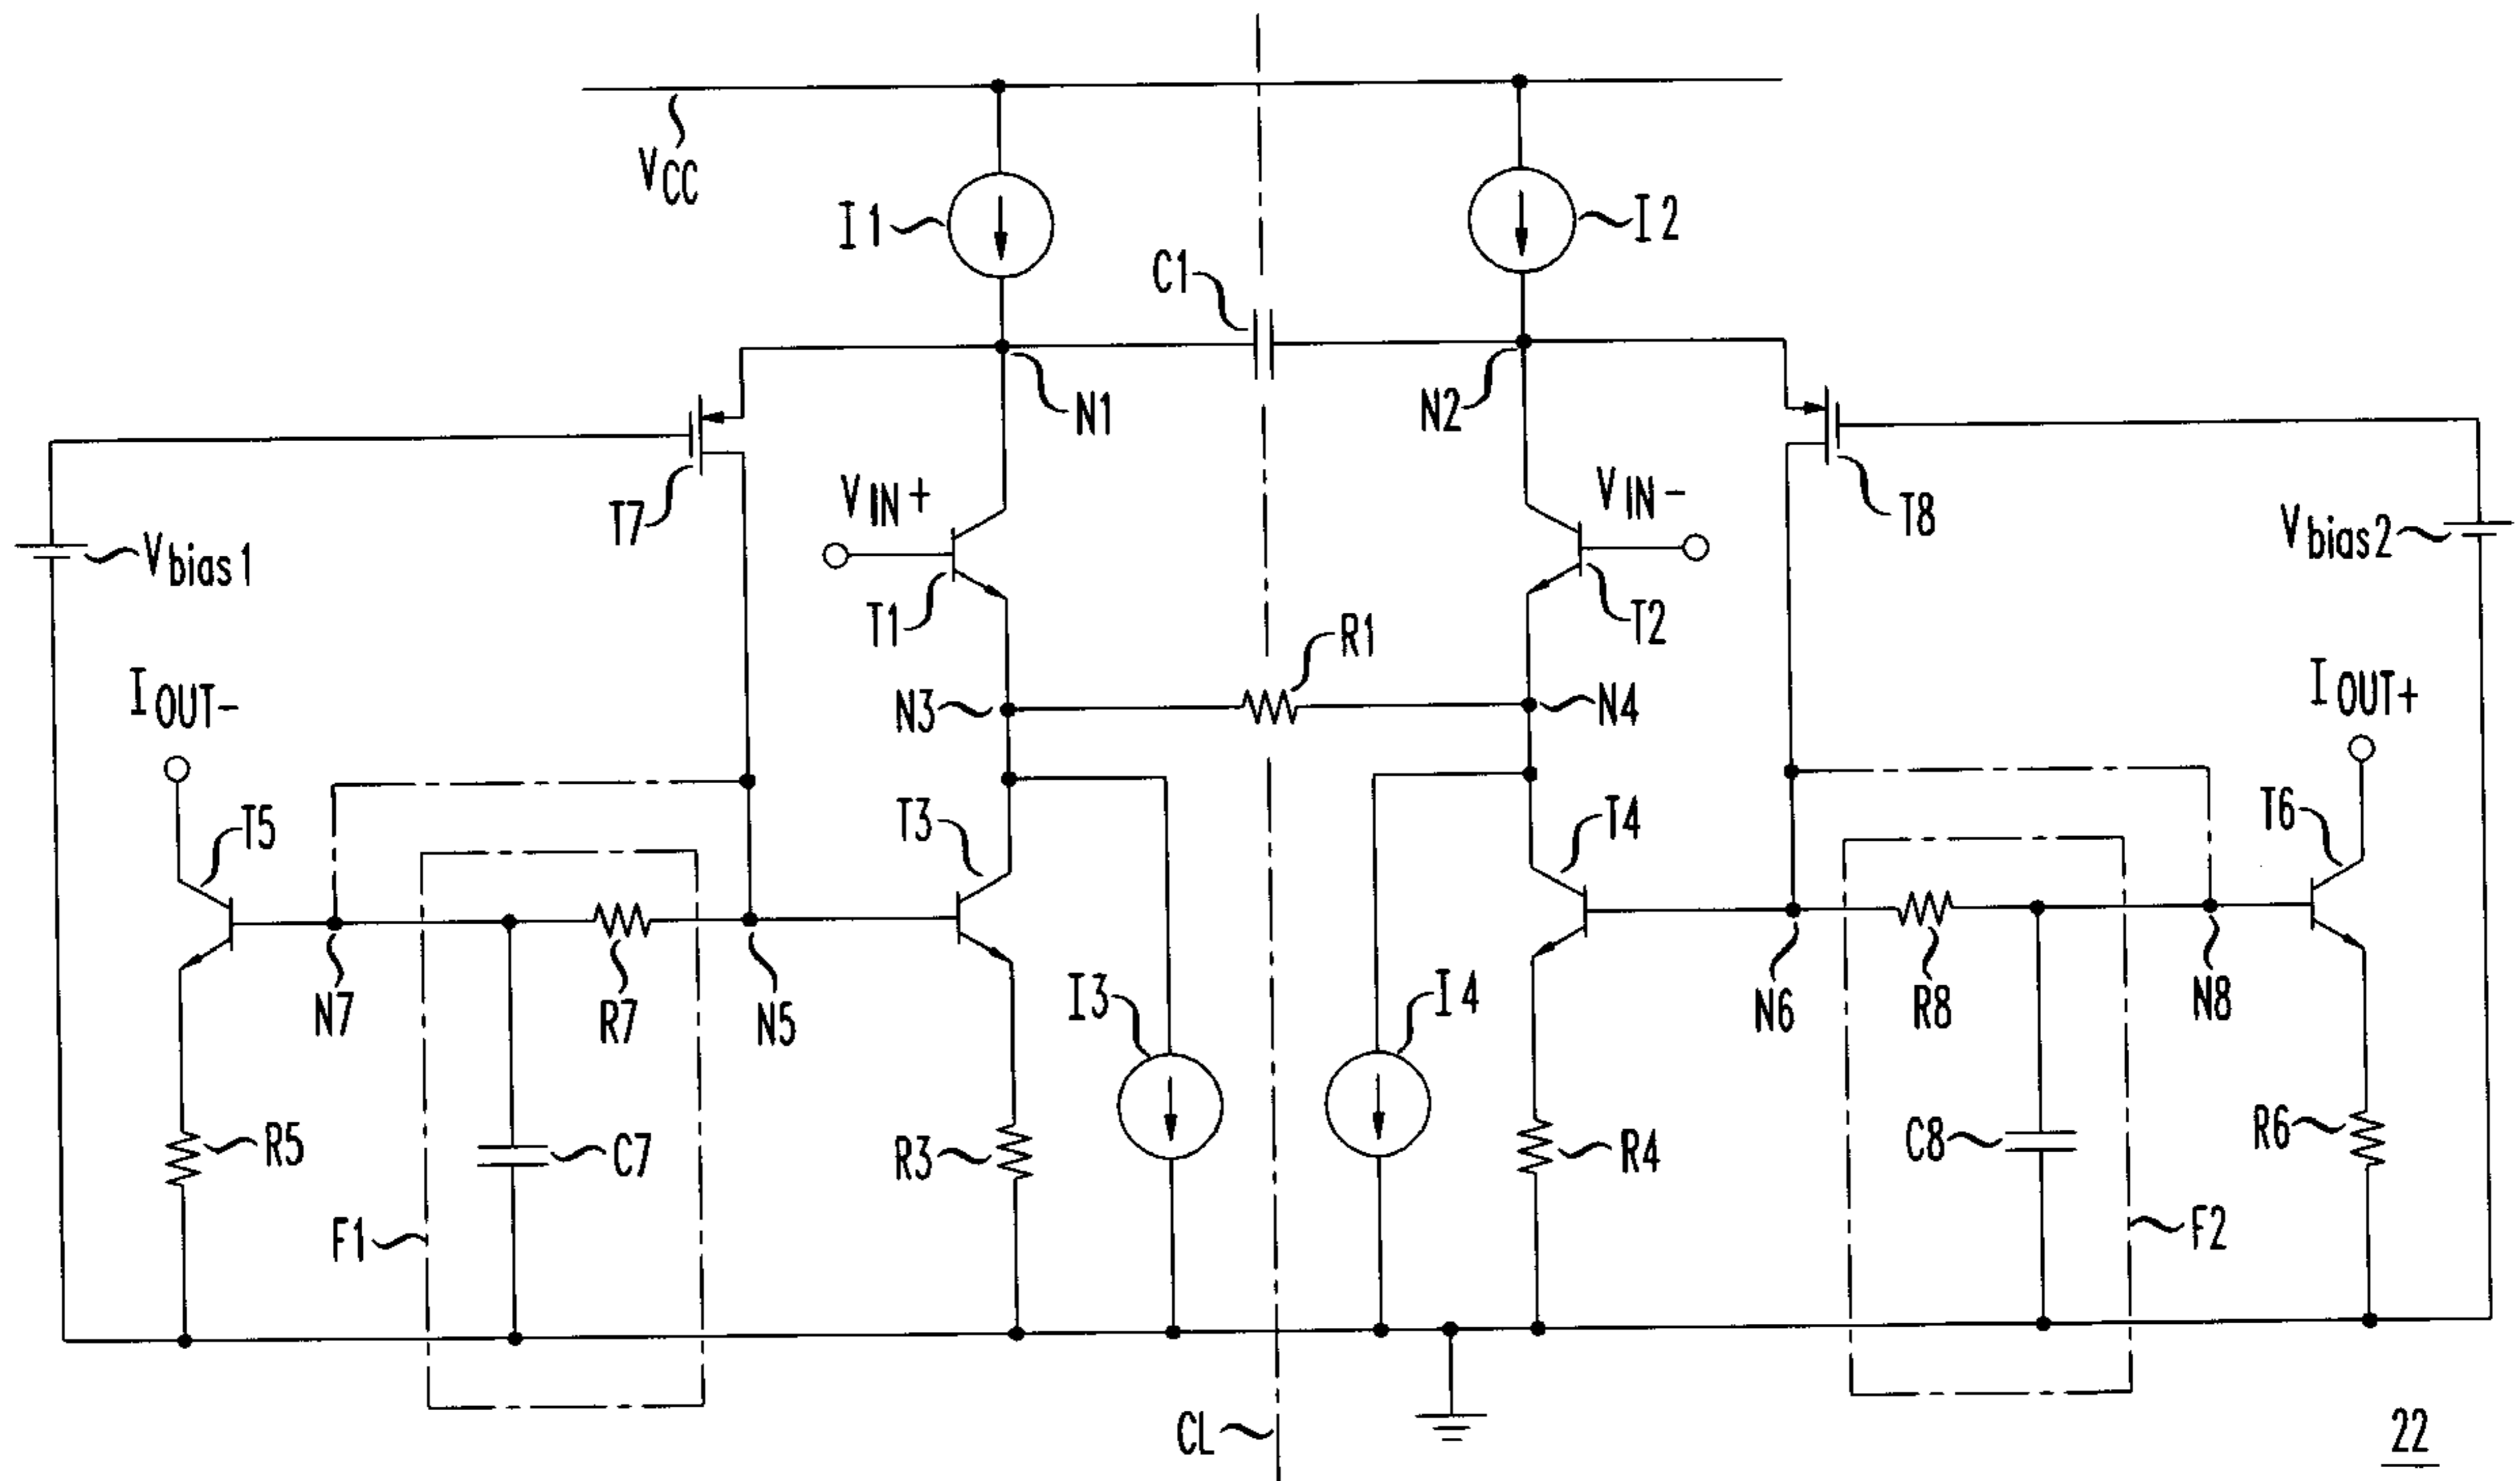 VCC
I1
I2
C1
N1
N2
T7
VIN+
VIN-
T8
Vbias1
Vbias2
T1
T2
R1
IOUT-
N3
N4
IOUT+
T5
T3
T4
T6
N7
R7
N5
I3
I4
N6
R8
N8
R5
C7
R3
R4
C8
R6
F1
F2
CL
22